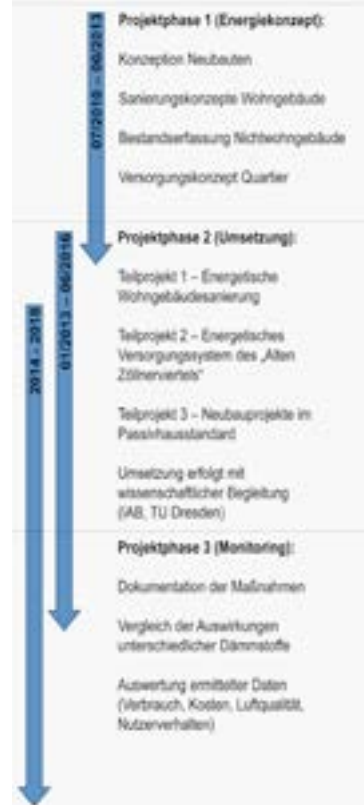 Projektphase 1 (Energiekonzept):
Konzeption Neubauten
Sanierungskonzepte Wohngebäude
Bestandserfassung Nichtwohngebäude
Versorgungskonzept Quartier
07/2010 – 06/2013
Projektphase 2 (Umsetzung):
Teilprojekt 1 – Energetische
Wohngebäudesanierung
Teilprojekt 2 – Energetisches
Versorgungssystem des „Alten
Zöllnerviertels"
Teilprojekt 3 – Neubauprojekte im
Passivhausstandard
Umsetzung erfolgt mit
wissenschaftlicher Begleitung
(IAB, TU Dresden)
01/2013 – 06/2016
2014 - 2018
Projektphase 3 (Monitoring):
Dokumentation der Maßnahmen
Vergleich der Auswirkungen
unterschiedlicher Dämmstoffe
Auswertung ermittelter Daten
(Verbrauch, Kosten, Luftqualität,
Nutzerverhalten)